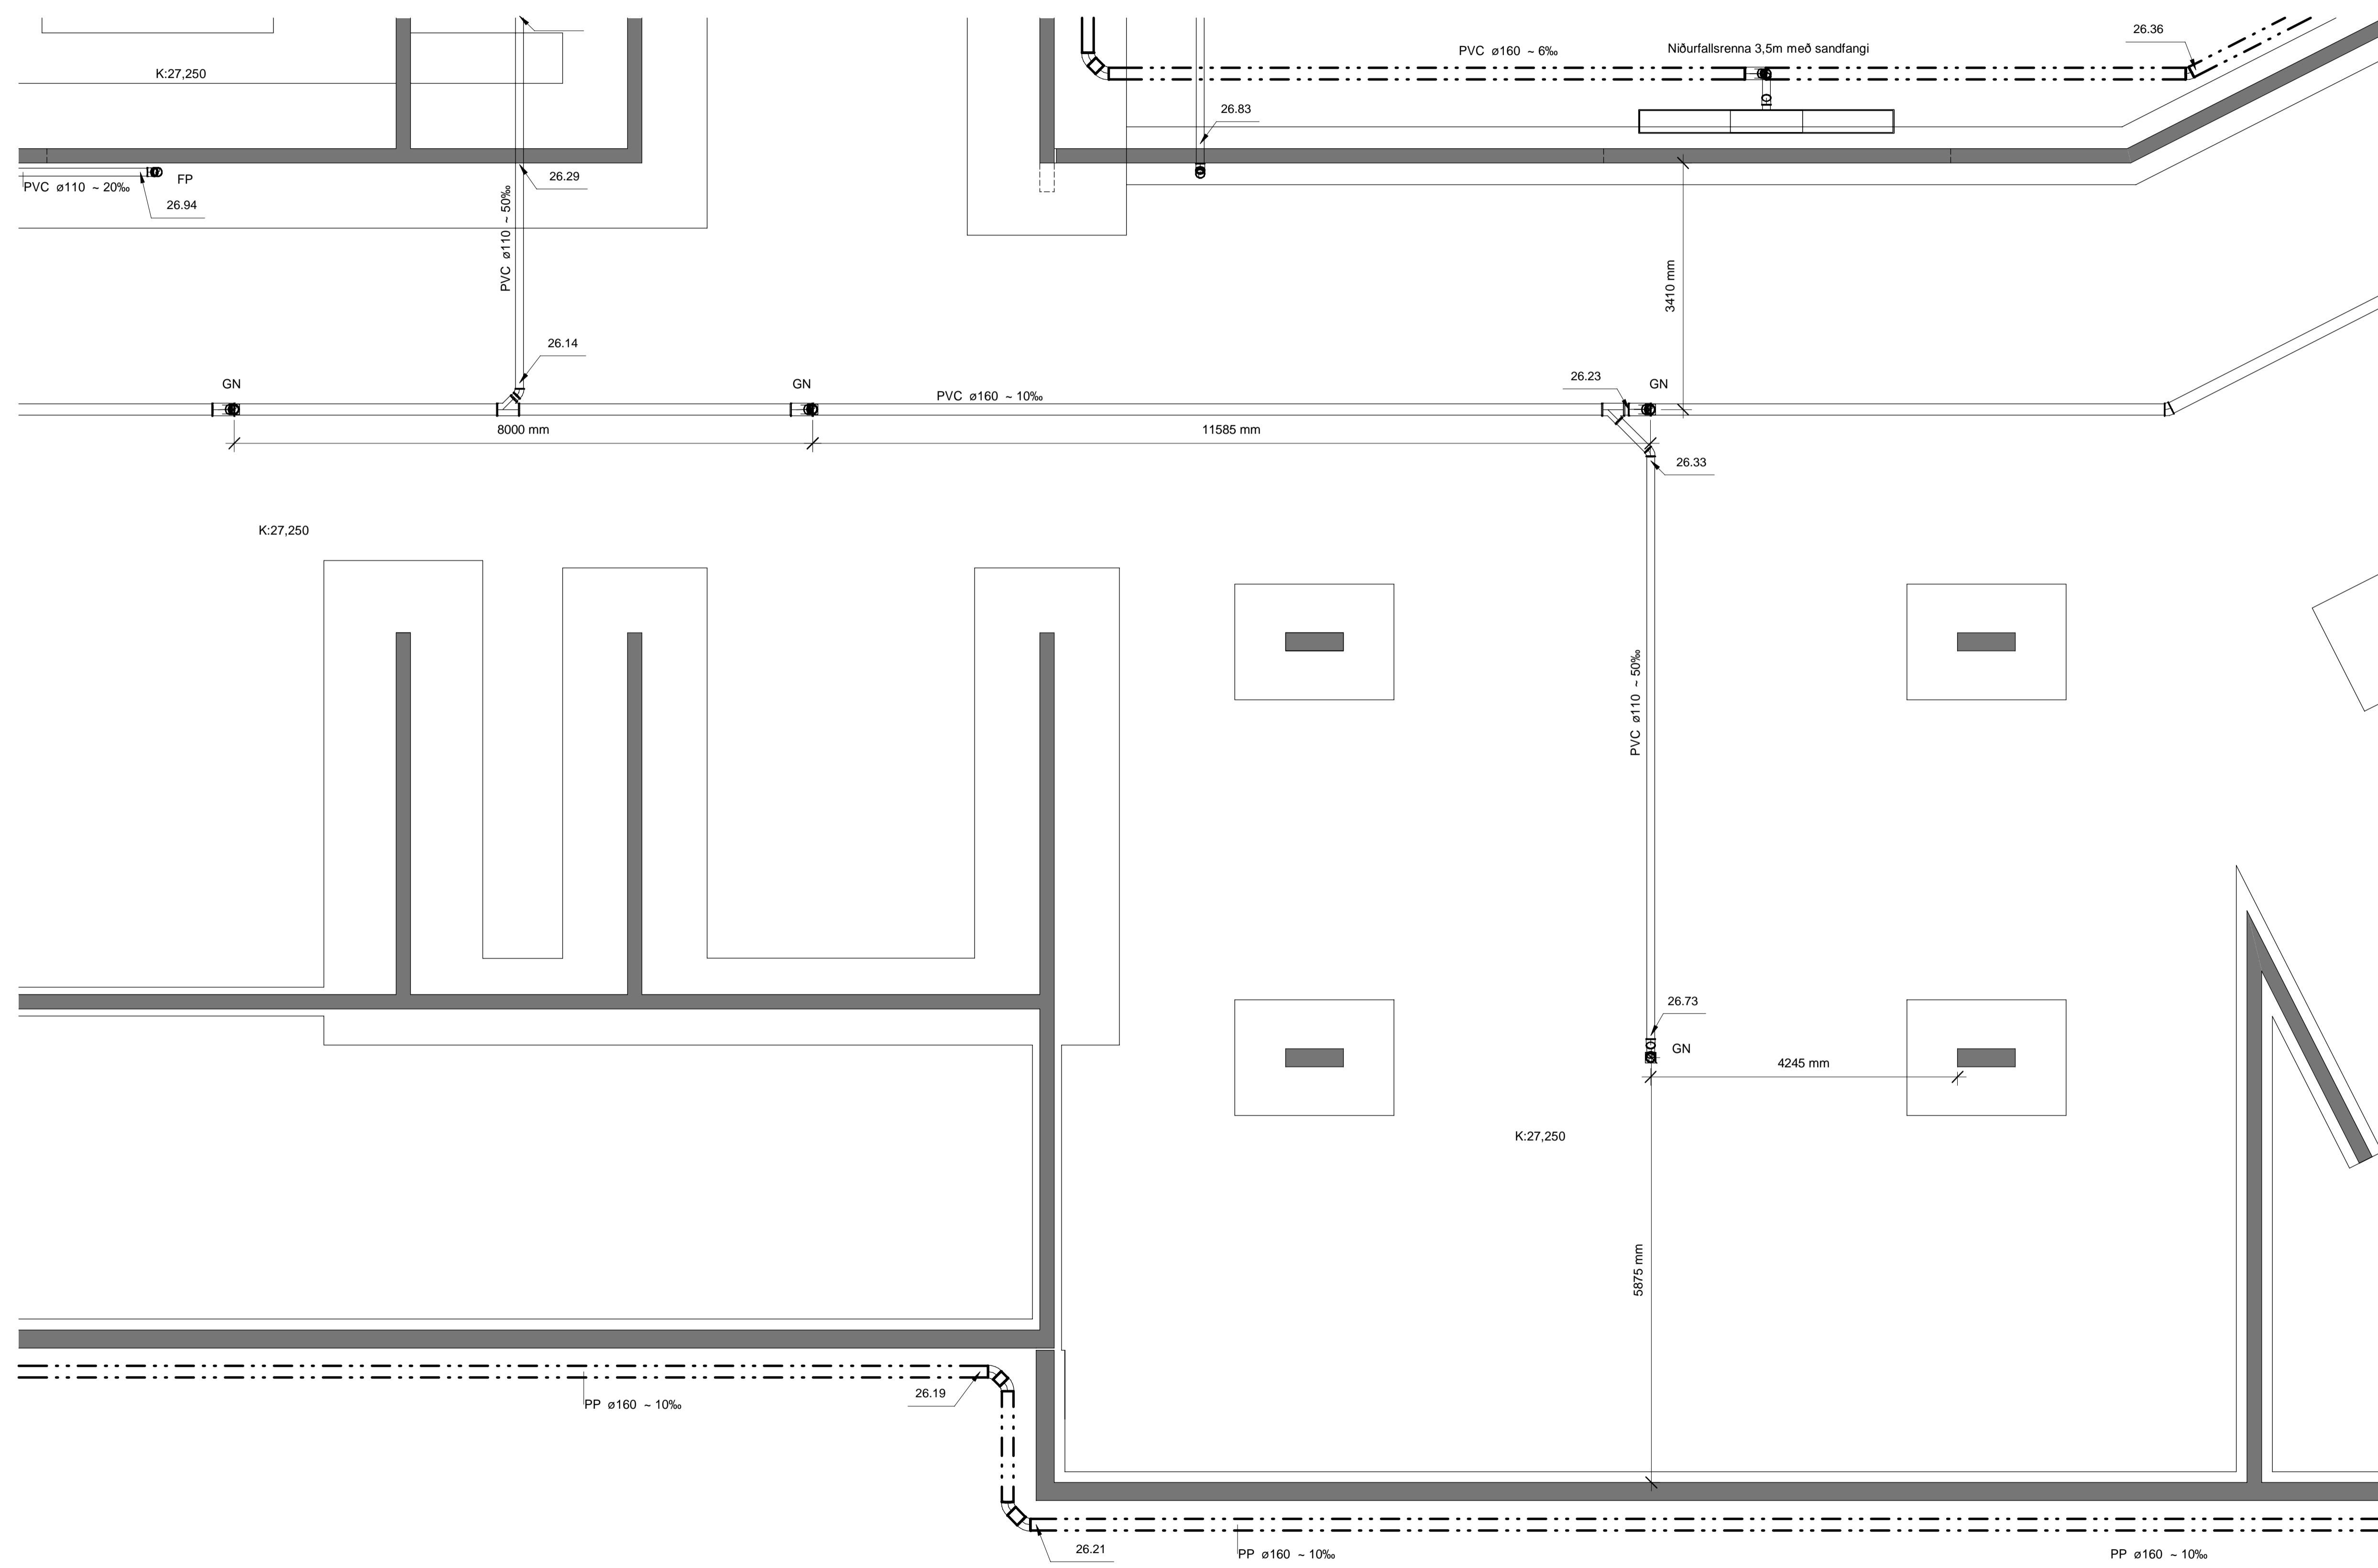 26.36
PVC ø160 ~ 6‰
Niðurfallsrenna 3,5m með sandfangi
K:27,250
26.83
26.29
FP
PVC ø110 ~ 20‰
26.94
PVC ø110 ~ 50‰
3410 mm
26.14
26.23
GN
GN
GN
PVC ø160 ~ 10‰
8000 mm
11585 mm
26.33
K:27,250
PVC ø110 ~ 50‰
26.73
GN
4245 mm
K:27,250
5875 mm
26.19
PP ø160 ~ 10‰
26.21
PP ø160 ~ 10‰
PP ø160 ~ 10‰